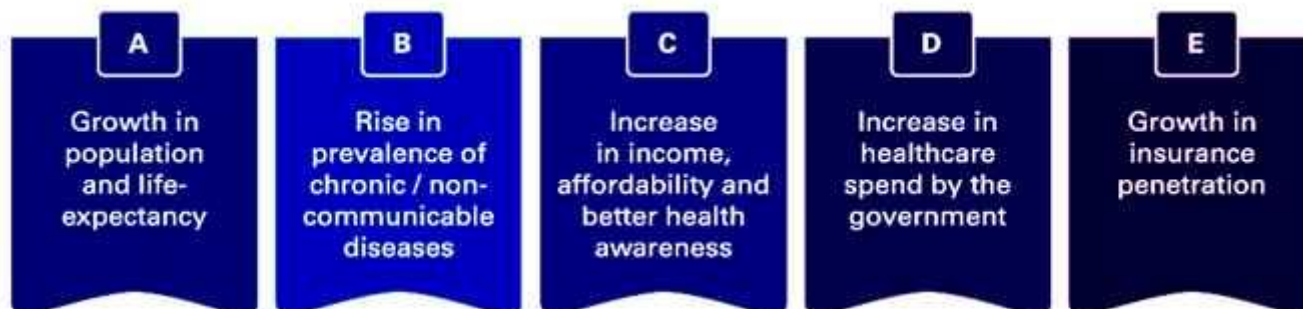 A
Growth in
population
and life-
expectancy
B
Rise in
prevalence of
chronic / non-
communicable
diseases
C
Increase
in income,
affordability and
better health
awareness
D
Increase in
healthcare
spend by the
government
E
Growth in
insurance
penetration